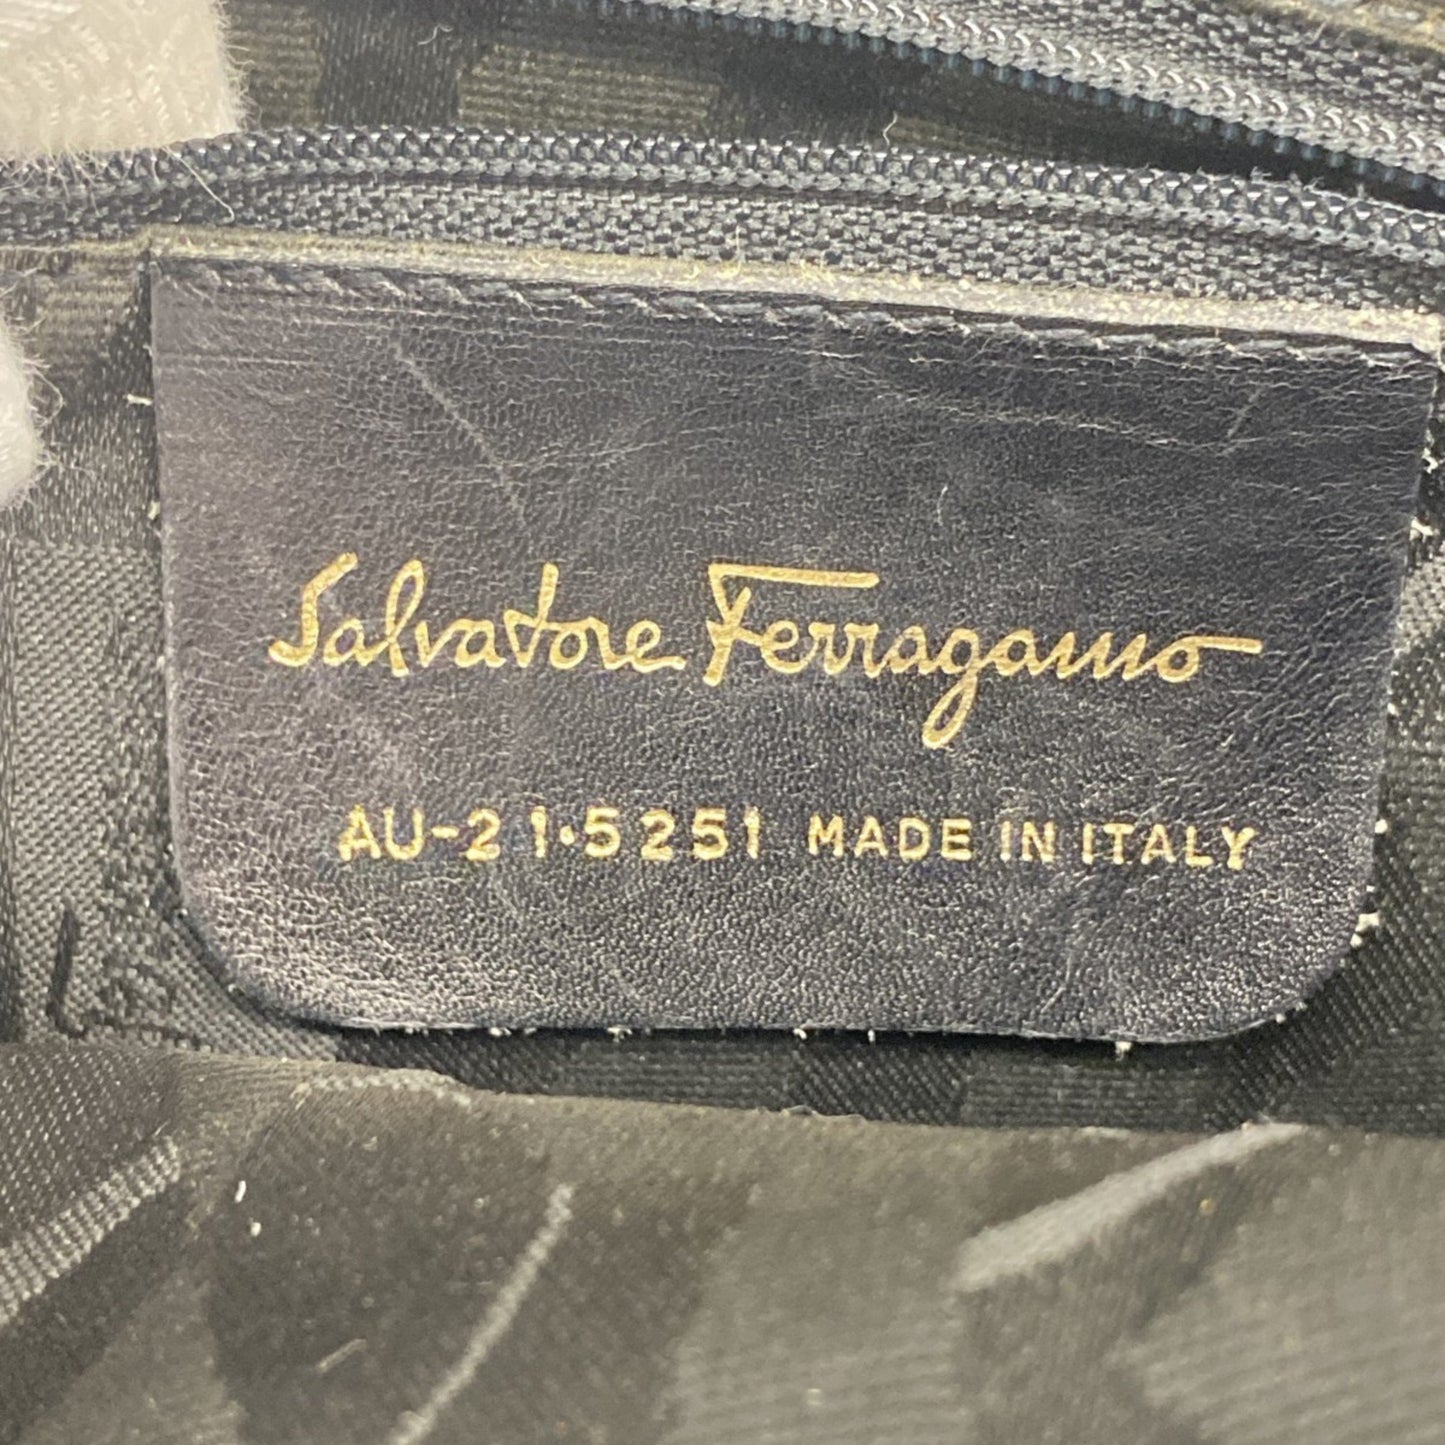 Salvatore Ferragamo
AU-21·5251 MADE IN ITALY